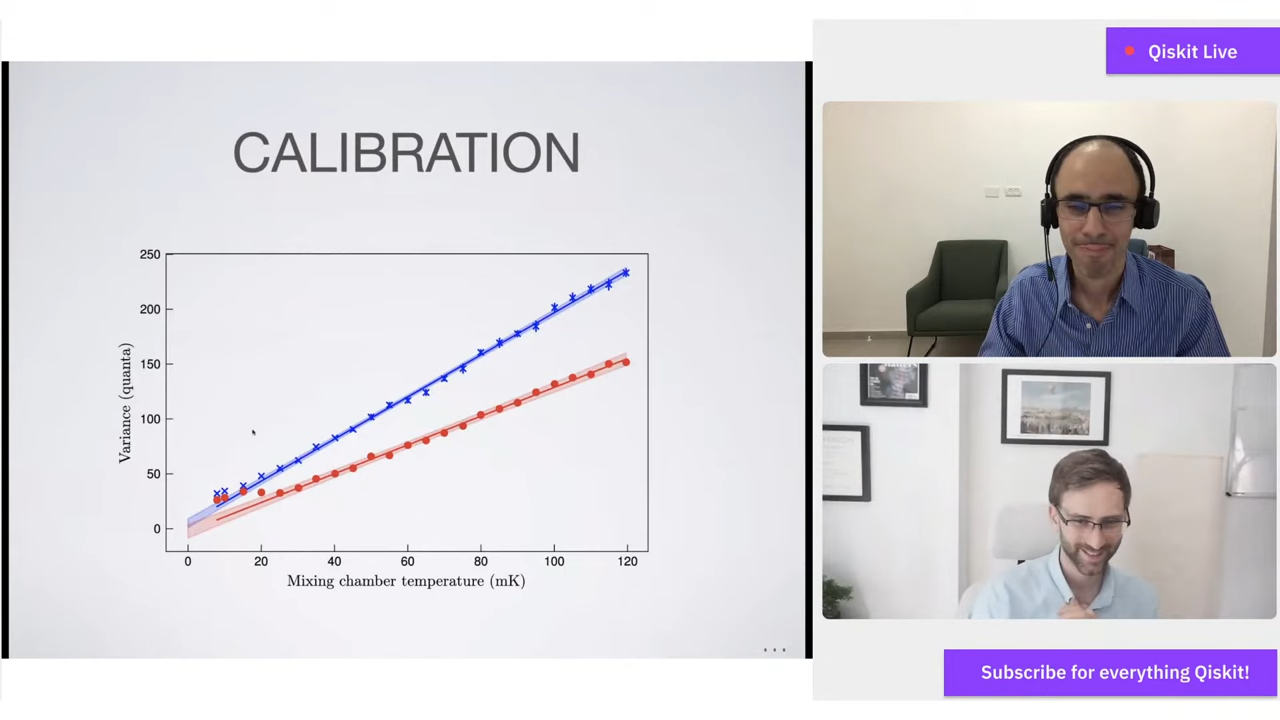 CALIBRATION
Variance (quanta)
250
200
150
100
50
0
0 20 40 60 80 100 120
Mixing chamber temperature (mK)
...
Qiskit Live
Subscribe for everything Qiskit!